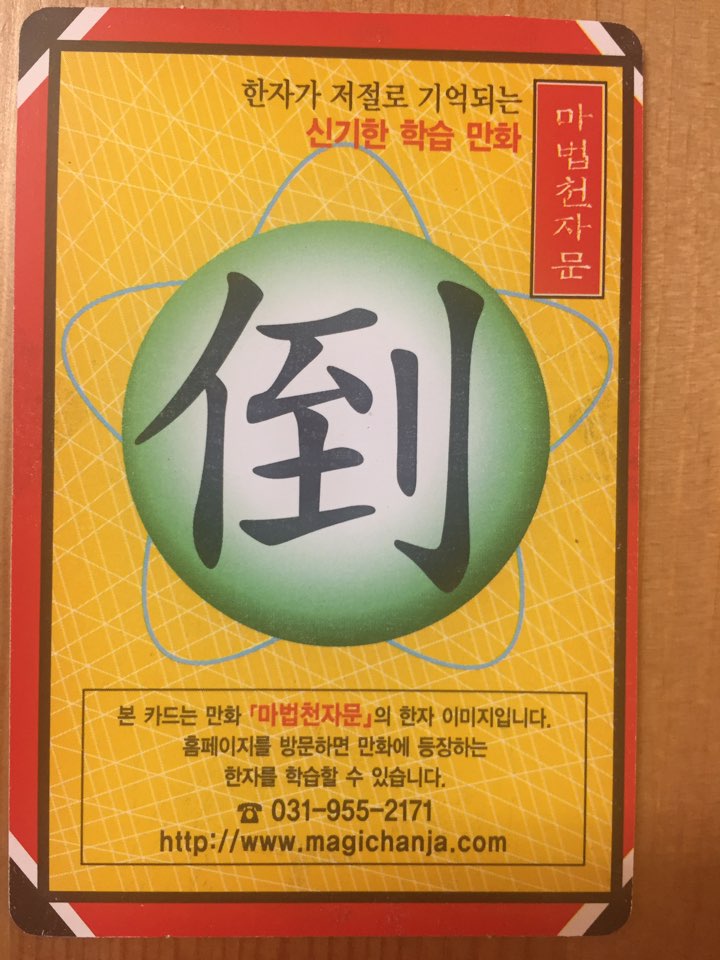 한자가 저절로 기억되는
신기한 학습 만화
마법천자문
倒
본 카드는 만화 「마법천자문」의 한자 이미지입니다.
홈페이지를 방문하면 만화에 등장하는
한자를 학습할 수 있습니다.
☎ 031-955-2171
http://www.magichanja.com